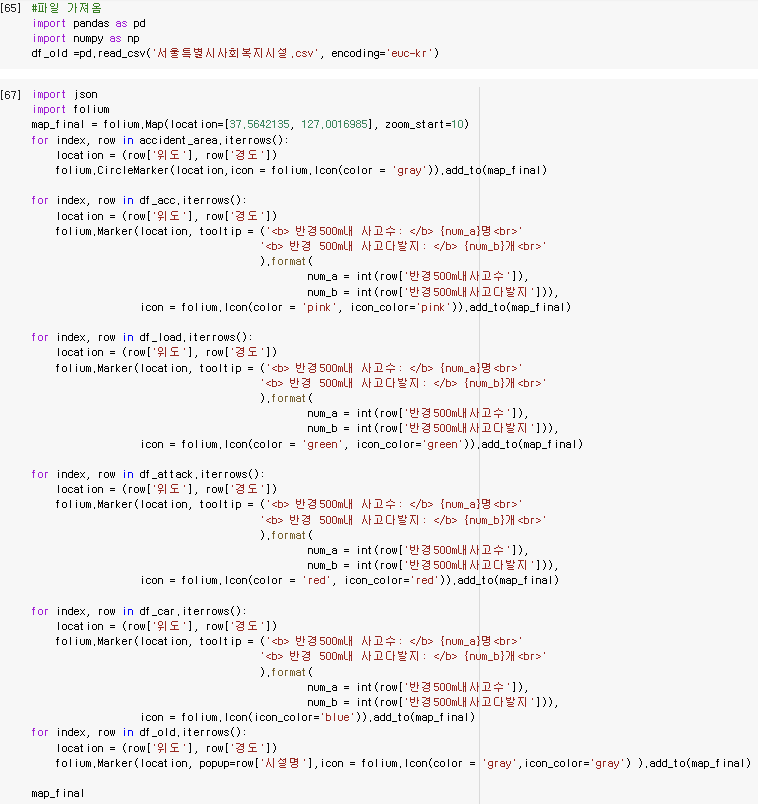 [65] #파일 가져옴
import pandas as pd
import numpy as np
df_old =pd.read_csv('서울특별시사회복지시설.csv', encoding='euc-kr')
[67] import json
import folium
map_final = folium.Map(location=[37.5642135, 127.0016985], zoom_start=10)
for index, row in accident_area.iterrows():
    location = (row['위도'], row['경도'])
    folium.CircleMarker(location,icon = folium.Icon(color = 'gray')).add_to(map_final)
for index, row in df_acc.iterrows():
    location = (row['위도'], row['경도'])
    folium.Marker(location, tooltip = ('<b> 반경500m내 사고수: </b> {num_a}명<br>'
                                       '<b> 반경 500m내 사고다발지: </b> {num_b}개<br>'
                                       ).format(
                                               num_a = int(row['반경500m내사고수']),
                                               num_b = int(row['반경500m내사고다발지'])),
                   icon = folium.Icon(color = 'pink', icon_color='pink')).add_to(map_final)
for index, row in df_load.iterrows():
    location = (row['위도'], row['경도'])
    folium.Marker(location, tooltip = ('<b> 반경500m내 사고수: </b> {num_a}명<br>'
                                       '<b> 반경 500m내 사고다발지: </b> {num_b}개<br>'
                                       ).format(
                                               num_a = int(row['반경500m내사고수']),
                                               num_b = int(row['반경500m내사고다발지'])),
                   icon = folium.Icon(color = 'green', icon_color='green')).add_to(map_final)
for index, row in df_attack.iterrows():
    location = (row['위도'], row['경도'])
    folium.Marker(location, tooltip = ('<b> 반경500m내 사고수: </b> {num_a}명<br>'
                                       '<b> 반경 500m내 사고다발지: </b> {num_b}개<br>'
                                       ).format(
                                               num_a = int(row['반경500m내사고수']),
                                               num_b = int(row['반경500m내사고다발지'])),
                   icon = folium.Icon(color = 'red', icon_color='red')).add_to(map_final)
for index, row in df_car.iterrows():
    location = (row['위도'], row['경도'])
    folium.Marker(location, tooltip = ('<b> 반경500m내 사고수: </b> {num_a}명<br>'
                                       '<b> 반경 500m내 사고다발지: </b> {num_b}개<br>'
                                       ).format(
                                               num_a = int(row['반경500m내사고수']),
                                               num_b = int(row['반경500m내사고다발지'])),
                   icon = folium.Icon(icon_color='blue')).add_to(map_final)
for index, row in df_old.iterrows():
    location = (row['위도'], row['경도'])
    folium.Marker(location, popup=row['시설명'],icon = folium.Icon(color = 'gray',icon_color='gray') ).add_to(map_final)
map_final